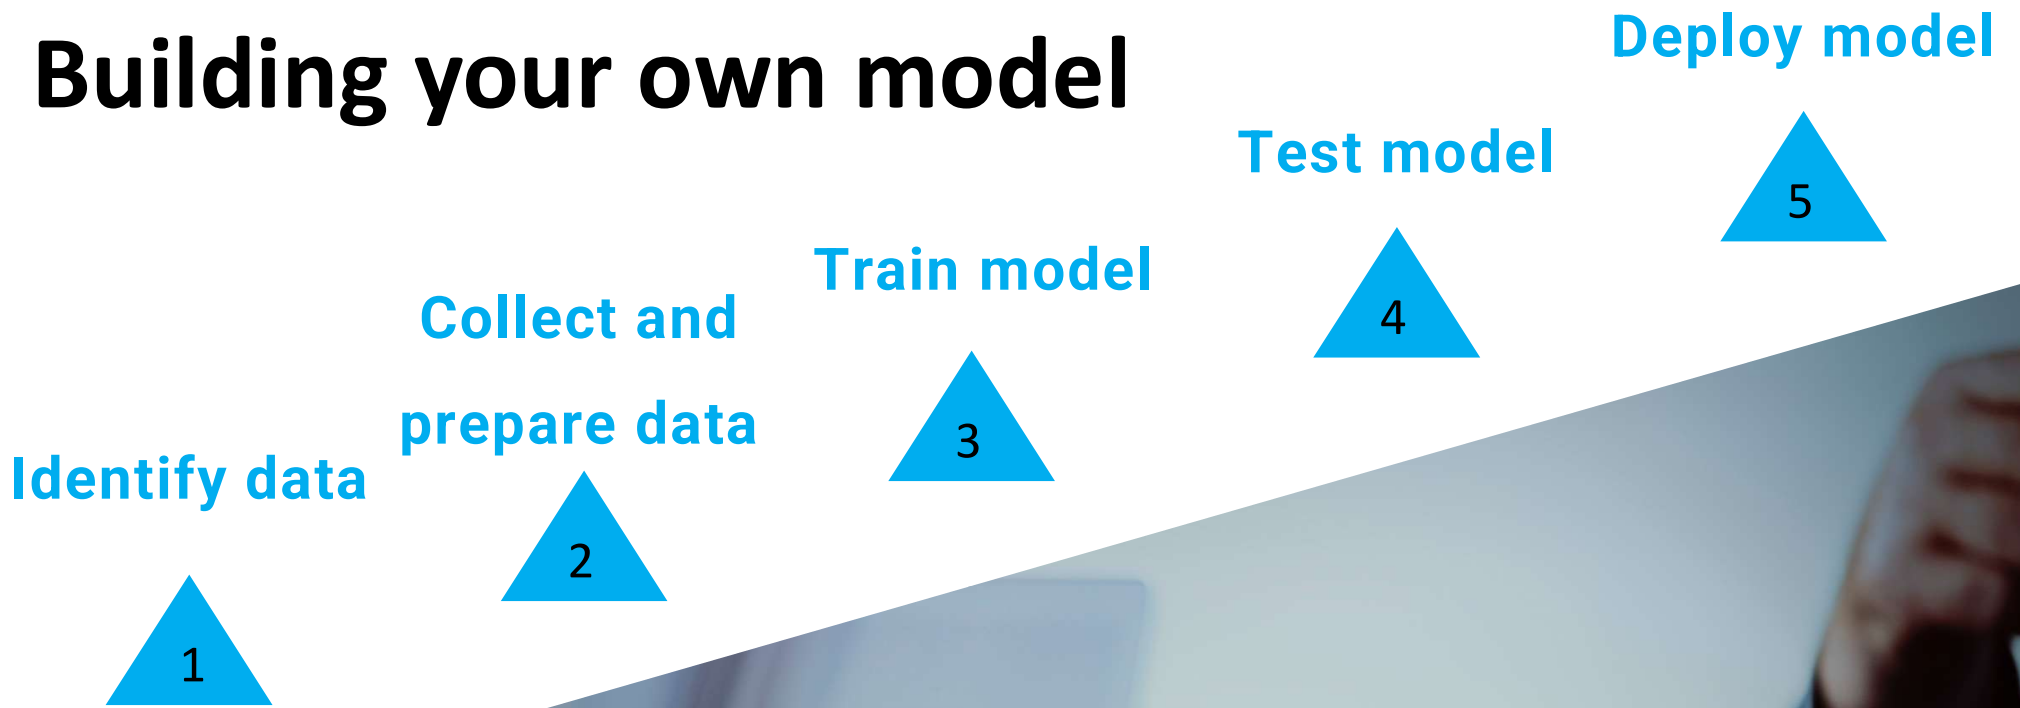 Building your own model
Identify data
1
Collect and
prepare data
2
Train model
3
Test model
4
Deploy model
5